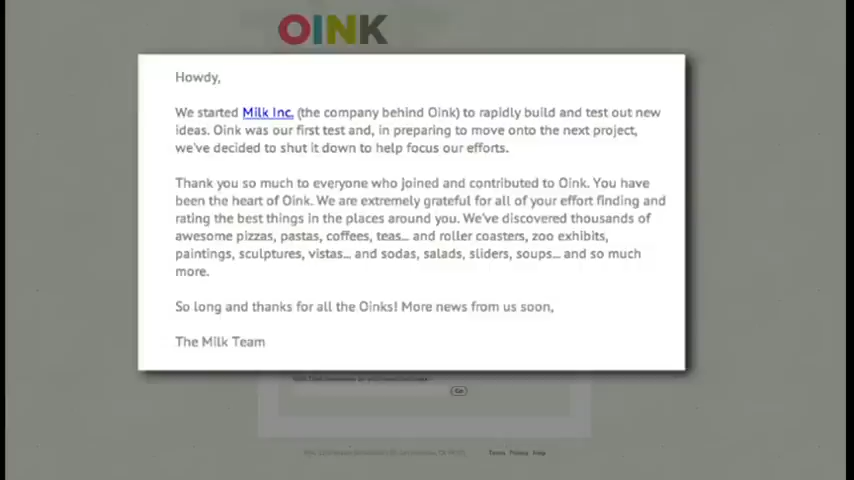 OINK
Howdy,
We started Milk Inc. (the company behind Oink) to rapidly build and test out new
ideas. Oink was our first test and, in preparing to move onto the next project,
we've decided to shut it down to help focus our efforts.
Thank you so much to everyone who joined and contributed to Oink. You have
been the heart of Oink. We are extremely grateful for all of your effort finding and
rating the best things in the places around you. We've discovered thousands of
awesome pizzas, pastas, coffees, teas... and roller coasters, zoo exhibits,
paintings, sculptures, vistas... and sodas, salads, sliders, soups... and so much
more.
So long and thanks for all the Oinks! More news from us soon,
The Milk Team
Go
Terms Privacy Help